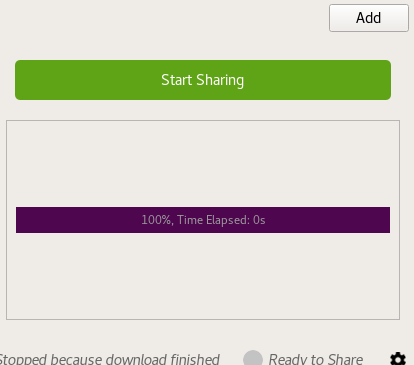 Add
Start Sharing
100%, Time Elapsed: 0s
Stopped because download finished
Ready to Share